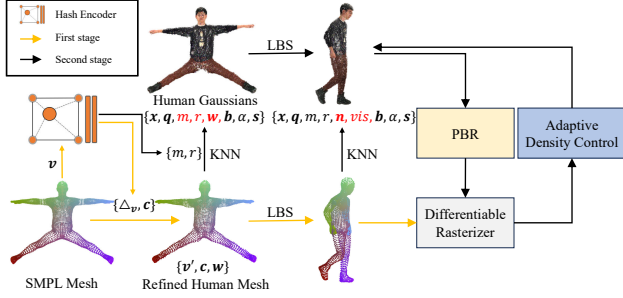 Hash Encoder
First stage
Second stage
LBS
Human Gaussians
{x, q, m, r, w, b, α, s}
{x, q, m, r, n, vis, b, α, s}
PBR
Adaptive
Density Control
{m, r}
KNN
KNN
v
{△v, c}
LBS
Differentiable
Rasterizer
{v′, c, w}
SMPL Mesh
Refined Human Mesh